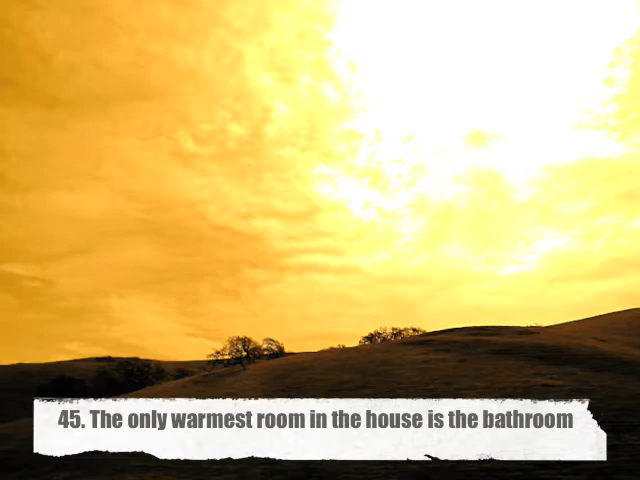 45. The only warmest room in the house is the bathroom